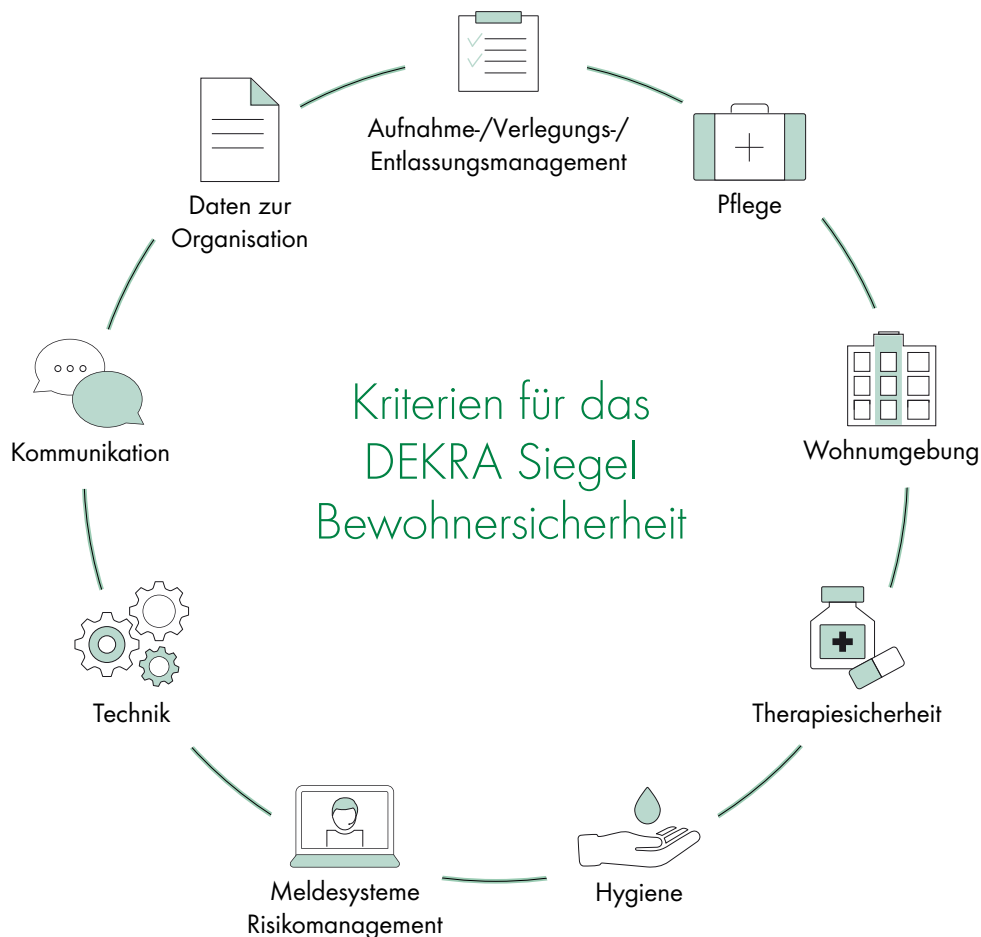 Kriterien für das
DEKRA Siegel
Bewohnersicherheit
Aufnahme-/Verlegungs-/
Entlassungsmanagement
Pflege
Wohnumgebung
Therapiesicherheit
Hygiene
Meldesysteme
Risikomanagement
Technik
Kommunikation
Daten zur
Organisation